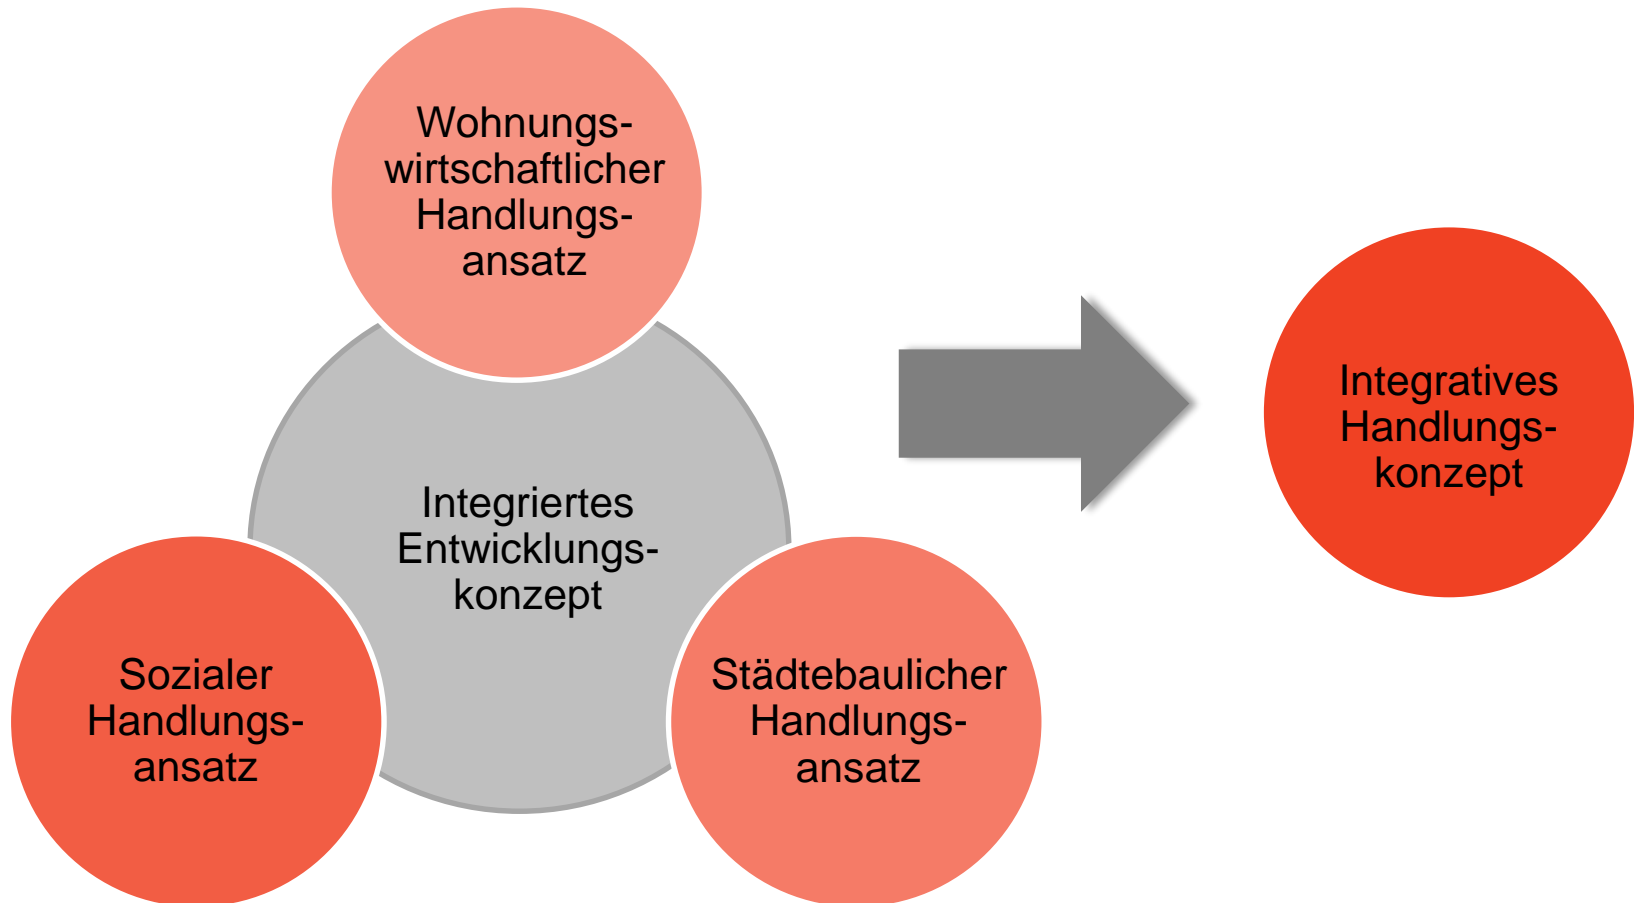 Wohnungs-
wirtschaftlicher
Handlungs-
ansatz
Integriertes
Entwicklungs-
konzept
Sozialer
Handlungs-
ansatz
Städtebaulicher
Handlungs-
ansatz
Integratives
Handlungs-
konzept